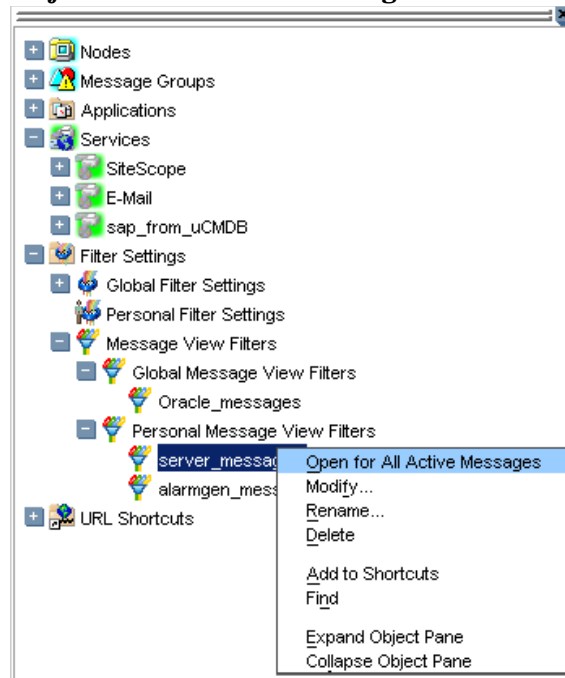 Nodes
Message Groups
Applications
Services
SiteScope
E-Mail
sap_from_uCMDB
Filter Settings
Global Filter Settings
Personal Filter Settings
Message View Filters
Global Message View Filters
Oracle_messages
Personal Message View Filters
server_messag
alarmgen_mess
URL Shortcuts
Open for All Active Messages
Modify...
Rename...
Delete
Add to Shortcuts
Find
Expand Object Pane
Collapse Object Pane